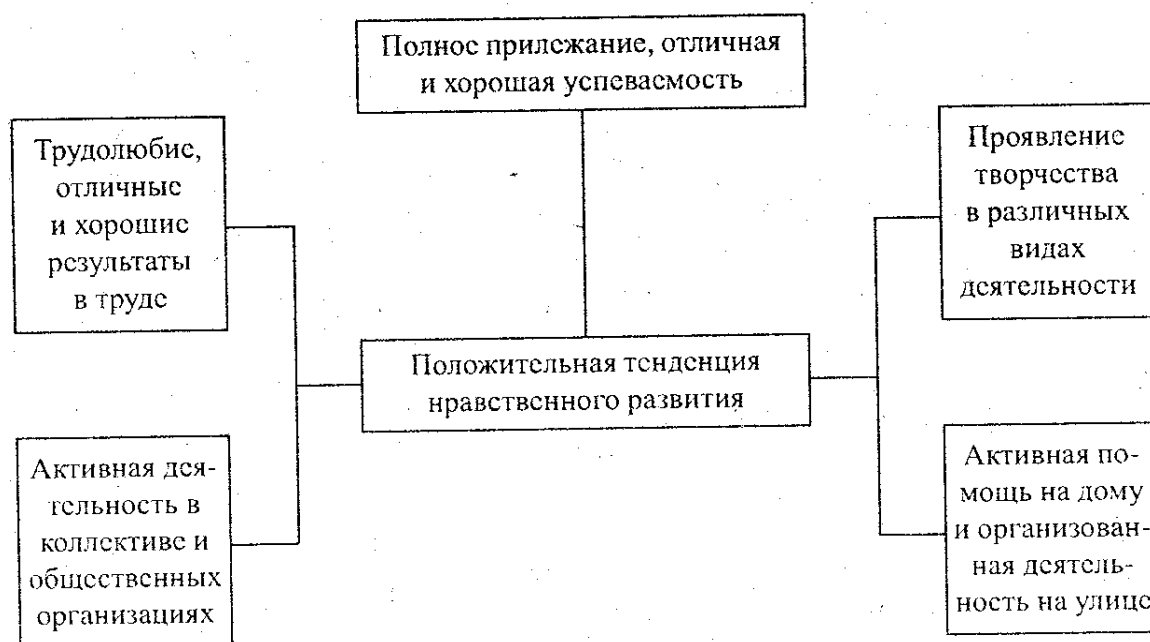 Полное прилежание, отличная
и хорошая успеваемость
Трудолюбие,
отличные
и хорошие
результаты
в труде
Проявление
творчества
в различных
видах
деятельности
Положительная тенденция
нравственного развития
Активная дея-
тельность в
коллективе и
общественных
организациях
Активная по-
мощь на дому
и организован-
ная деятель-
ность на улице